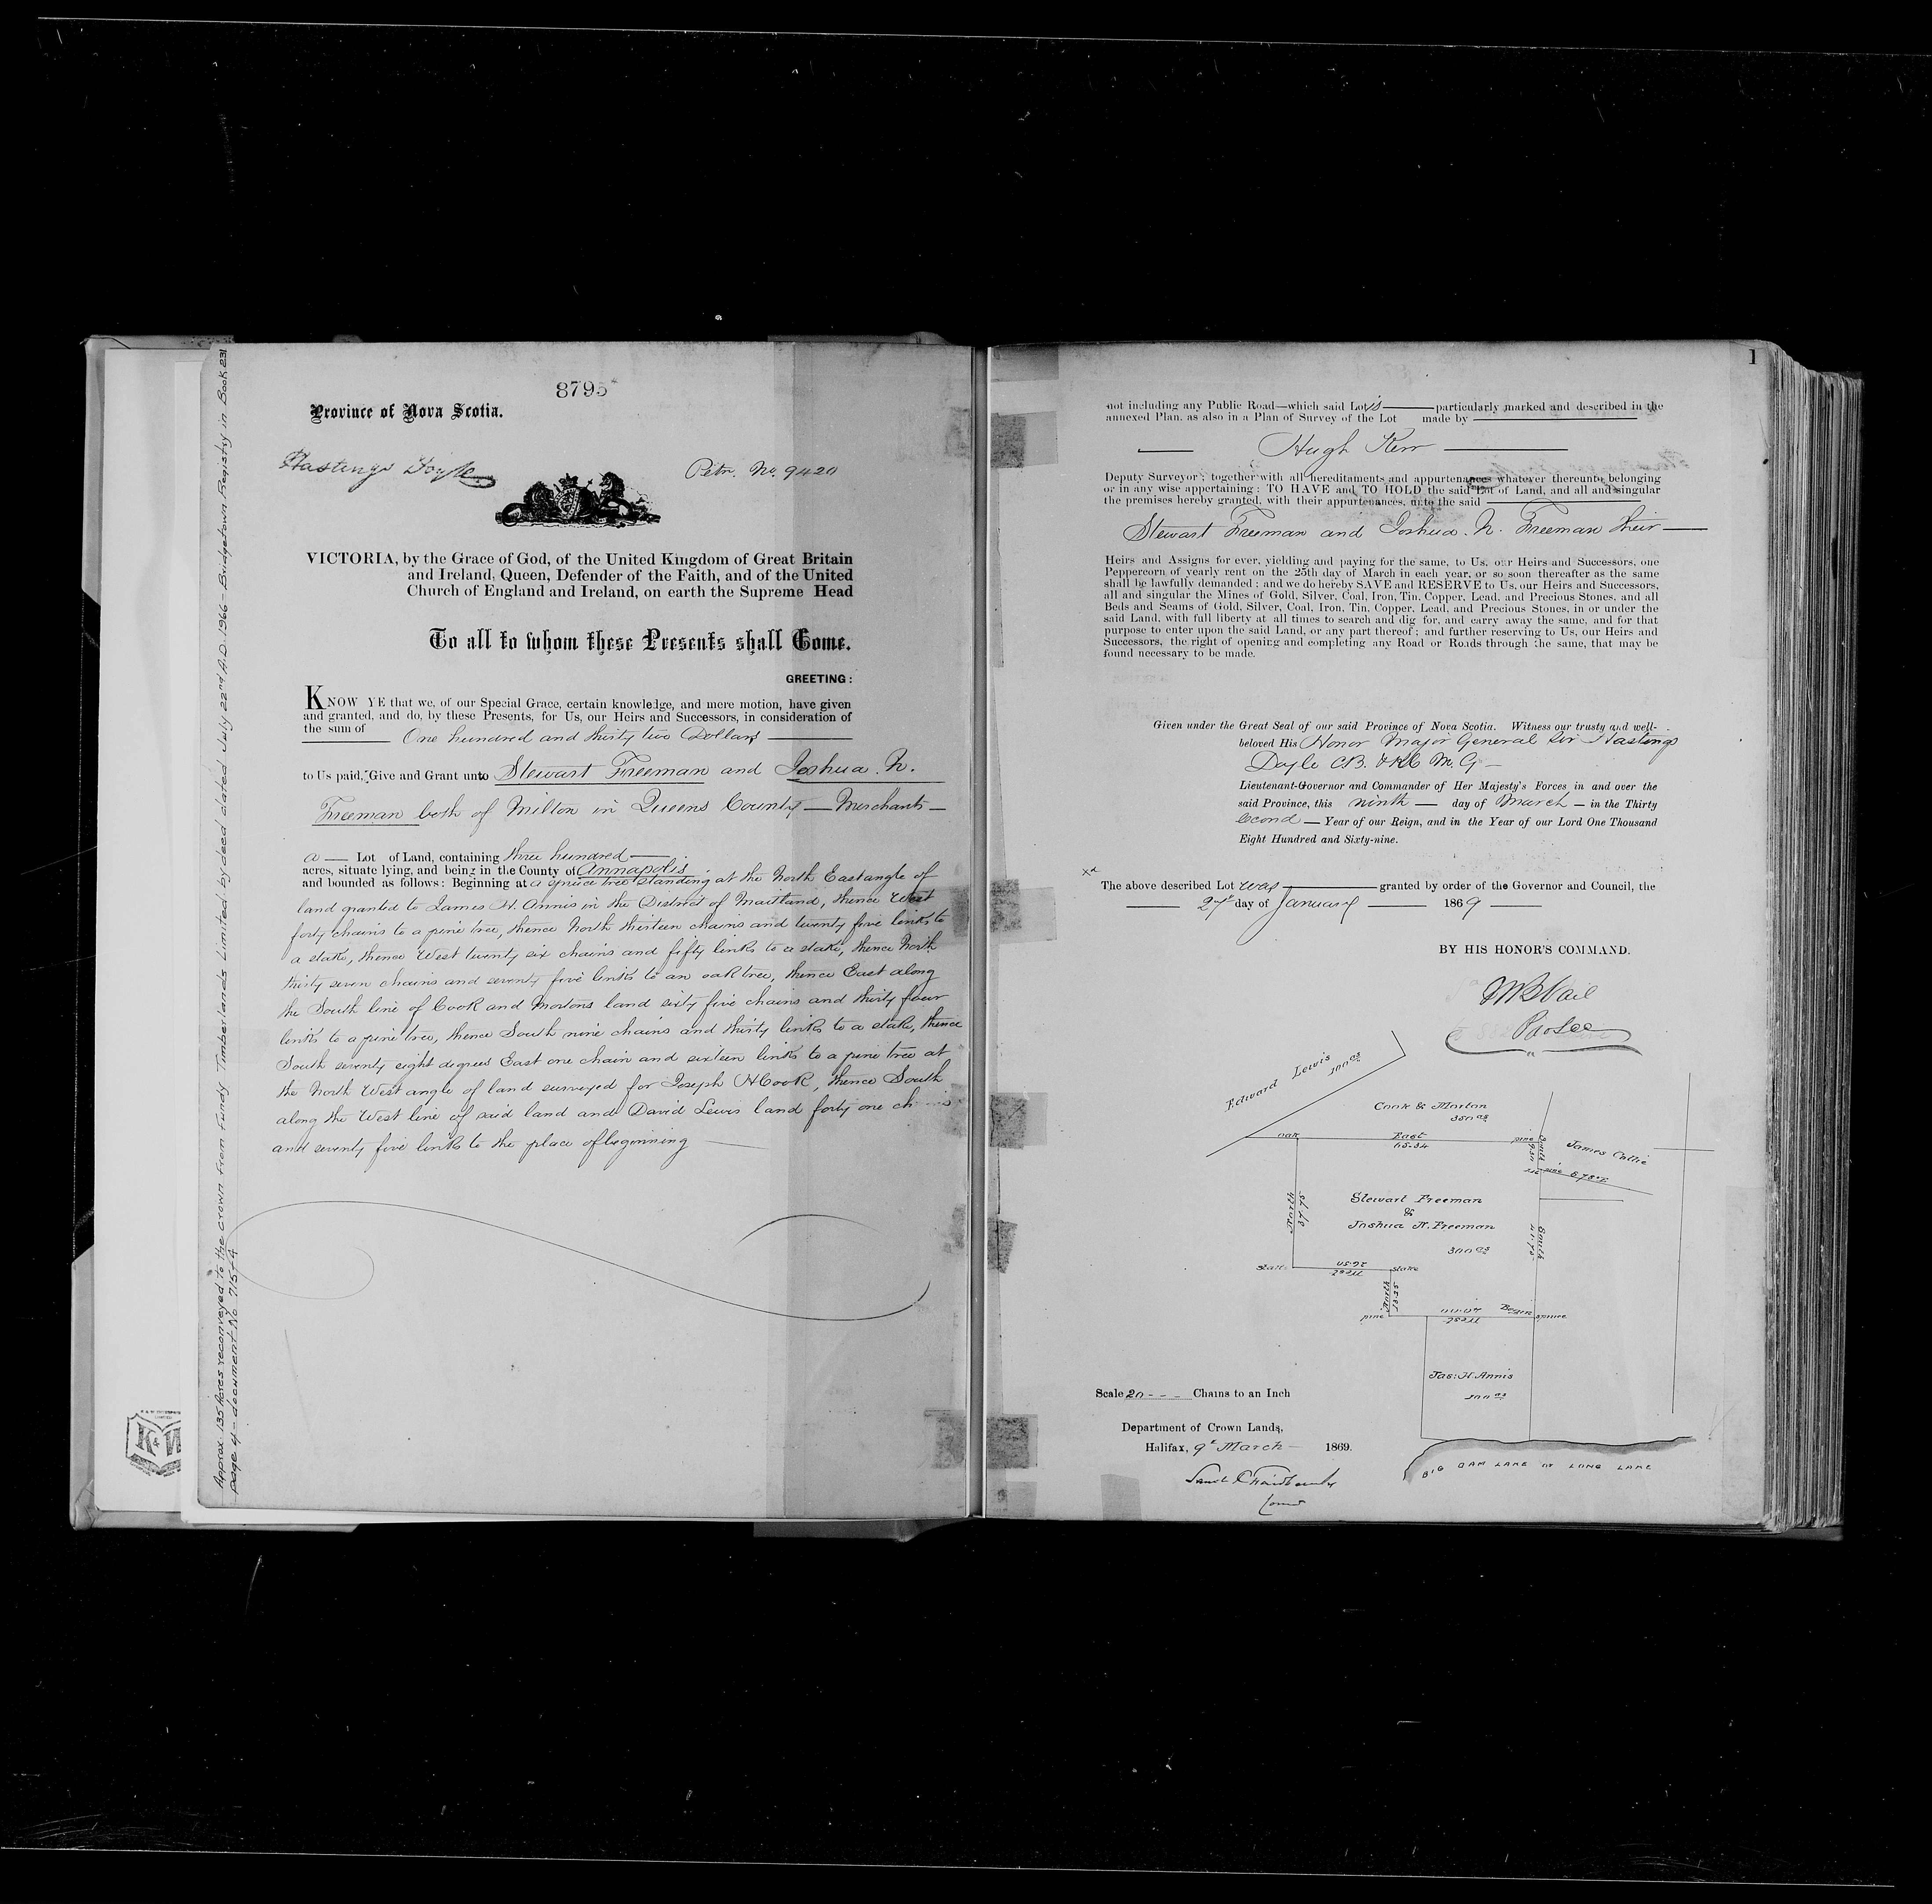 8795
Province of Nova Scotia.
Hastings Doyle
Petn. No. 9420
VICTORIA, by the Grace of God, of the United Kingdom of Great Britain
and Ireland, Queen, Defender of the Faith, and of the United
Church of England and Ireland, on earth the Supreme Head
To all to whom these Presents shall Come.
GREETING:
KNOW YE that we, of our Special Grace, certain knowledge, and mere motion, have given
and granted, and do, by these Presents, for Us, our Heirs and Successors, in consideration of
the sum of One hundred and thirty two Dollars
to Us paid, Give and Grant unto Stewart Freeman and Joshua. N.
Freeman both of Milton in Queens County — Merchants —
a — Lot of Land, containing three hundred —
acres, situate lying, and being in the County of Annapolis
and bounded as follows: Beginning at a spruce tree standing at the North East angle of
land granted to James H. Annis in the District of Maitland, thence West
forty chains to a pine tree, thence North thirteen chains and twenty five links to
a stake, thence West twenty six chains and fifty links to a stake, thence North
thirty seven chains and seventy five links to an oak tree, thence East along
the South line of Cook and Mortons land sixty five chains and thirty four
links to a pine tree, thence South nine chains and thirty links to a stake, thence
South seventy eight degrees East one chain and sixteen links to a pine tree at
the North West angle of land surveyed for Joseph H Cook, thence South
along the West line of said land and David Lewis land forty one chains
and seventy five links to the place of beginning
Approx. 135 Acres reconveyed to the Crown from Fundy Timberlands Limited by deed dated July 22nd A.D. 1966 - Bridgetown Registry in Book 231
page 4 - document No 71544
1
not including any Public Road—which said Lot is particularly marked and described in the
annexed Plan, as also in a Plan of Survey of the Lot made by
Hugh Kerr
Deputy Surveyor; together with all hereditaments and appurtenances whatever thereunto belonging
or in any wise appertaining: TO HAVE and TO HOLD the said Lot of Land, and all and singular
the premises hereby granted, with their appurtenances, unto the said
Stewart Freeman and Joshua. N. Freeman their
Heirs and Assigns for ever, yielding and paying for the same, to Us, our Heirs and Successors, one
Peppercorn of yearly rent on the 25th day of March in each year, or so soon thereafter as the same
shall be lawfully demanded; and we do hereby SAVE and RESERVE to Us, our Heirs and Successors,
all and singular the Mines of Gold, Silver, Coal, Iron, Tin, Copper, Lead, and Precious Stones, and all
Beds and Seams of Gold, Silver, Coal, Iron, Tin, Copper, Lead, and Precious Stones, in or under the
said Land, with full liberty at all times to search and dig for, and carry away the same, and for that
purpose to enter upon the said Land, or any part thereof; and further reserving to Us, our Heirs and
Successors, the right of opening and completing any Road or Roads through the same, that may be
found necessary to be made.
Given under the Great Seal of our said Province of Nova Scotia. Witness our trusty and well-
beloved His Honor Major General Sir Hastings
Doyle CB. & KC M. G —
Lieutenant-Governor and Commander of Her Majesty's Forces in and over the
said Province, this ninth — day of March — in the Thirty
Second — Year of our Reign, and in the Year of our Lord One Thousand
Eight Hundred and Sixty-nine.
The above described Lot was granted by order of the Governor and Council, the
27th day of January 1869
BY HIS HONOR'S COMMAND.
W B Vail
Pro Sec
Edward Lewis
100 as
Cook & Morton
350 as
oak
East
65.34
pine
South
9.30
James Collie
pine S. 78° E
Stewart Freeman
&
Joshua N. Freeman
300 as
North
37.75
South
41.75
stake
26.50
West
stake
North
13.25
pine
40.00
West
Begin
spruce
Jas: H. Annis
100 as
BIG DAM LAKE or LONG LAKE
Scale 20 - - - Chains to an Inch
Department of Crown Lands,
Halifax, 9th March — 1869.